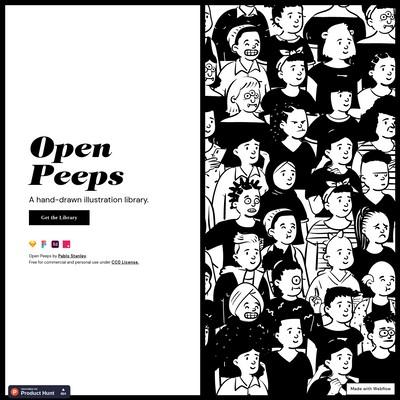 Open
Peeps
A hand-drawn illustration library.
Get the Library
Open Peeps by Pablo Stanley
Free for commercial and personal use under CC0 License.
Product Hunt
Made with Webflow